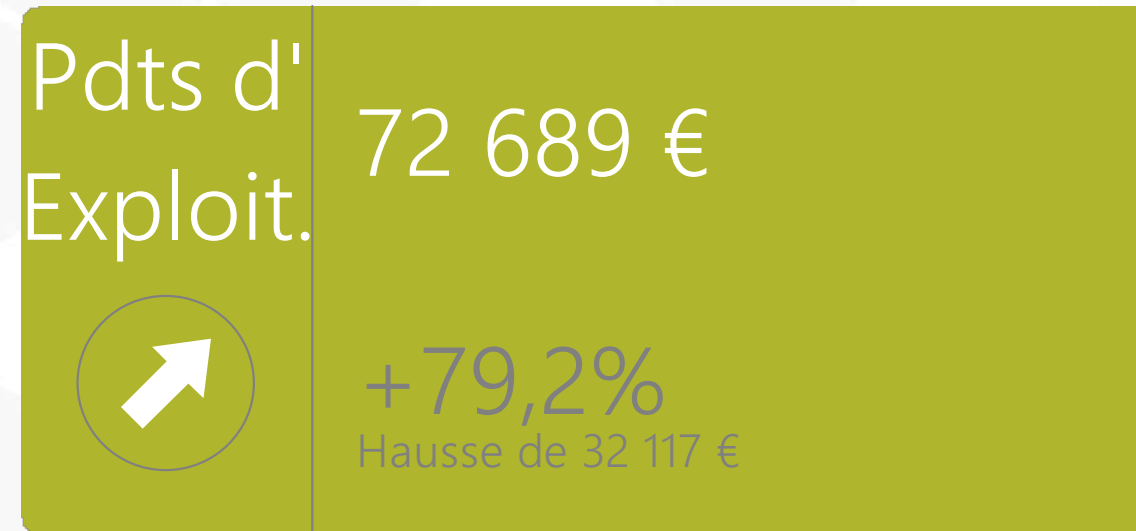 Pdts d'
Exploit.
72 689 €
+79,2%
Hausse de 32 117 €